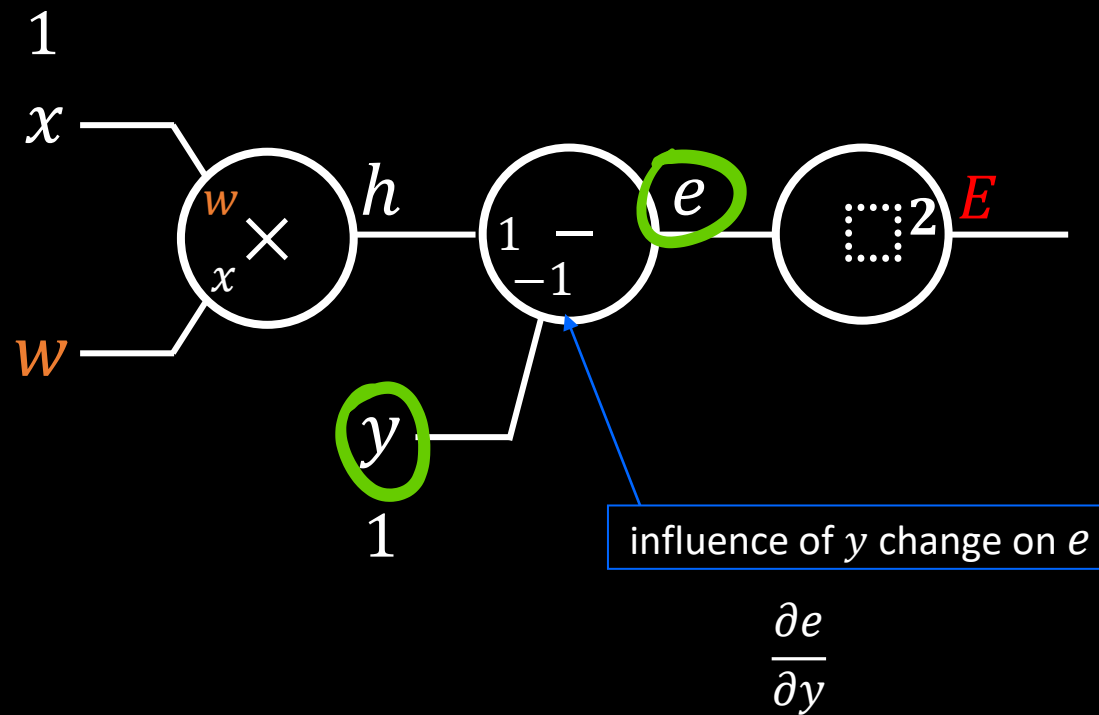 1
x
w
×
x
h
1 −
−1
e
2
E
w
y
1
influence of y change on e
∂e
∂y